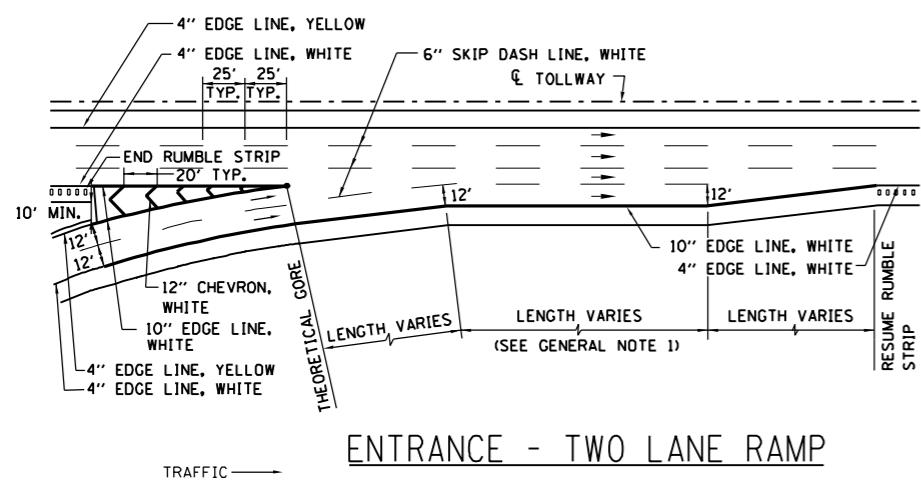 4" EDGE LINE, YELLOW
4" EDGE LINE, WHITE
6" SKIP DASH LINE, WHITE
25' 25'
TYP. TYP.
℄ TOLLWAY
END RUMBLE STRIP
20' TYP.
10' MIN.
12'
12'
12'
12'
10" EDGE LINE, WHITE
4" EDGE LINE, WHITE
12" CHEVRON,
WHITE
10" EDGE LINE,
WHITE
4" EDGE LINE, YELLOW
4" EDGE LINE, WHITE
THEORETICAL GORE
LENGTH VARIES
LENGTH VARIES
(SEE GENERAL NOTE 1)
LENGTH VARIES
RESUME RUMBLE
STRIP
ENTRANCE - TWO LANE RAMP
TRAFFIC